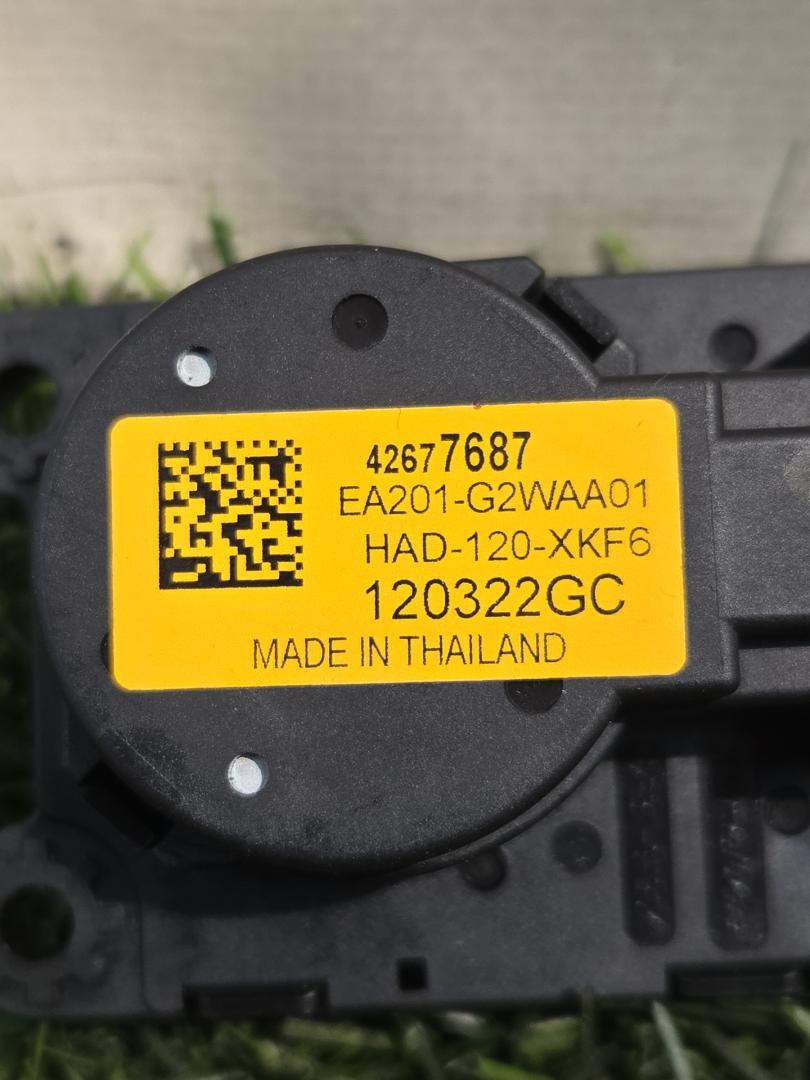 42677687
EA201-G2WAA01
HAD-120-XKF6
120322GC
MADE IN THAILAND